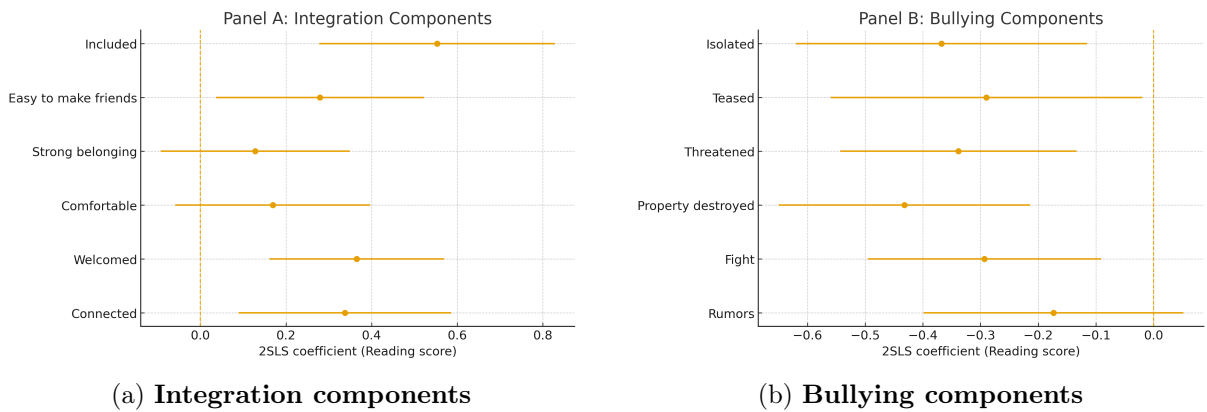 Panel A: Integration Components
Included
Easy to make friends
Strong belonging
Comfortable
Welcomed
Connected
0.0 0.2 0.4 0.6 0.8
2SLS coefficient (Reading score)
(a) Integration components
Panel B: Bullying Components
Isolated
Teased
Threatened
Property destroyed
Fight
Rumors
−0.6 −0.5 −0.4 −0.3 −0.2 −0.1 0.0
2SLS coefficient (Reading score)
(b) Bullying components